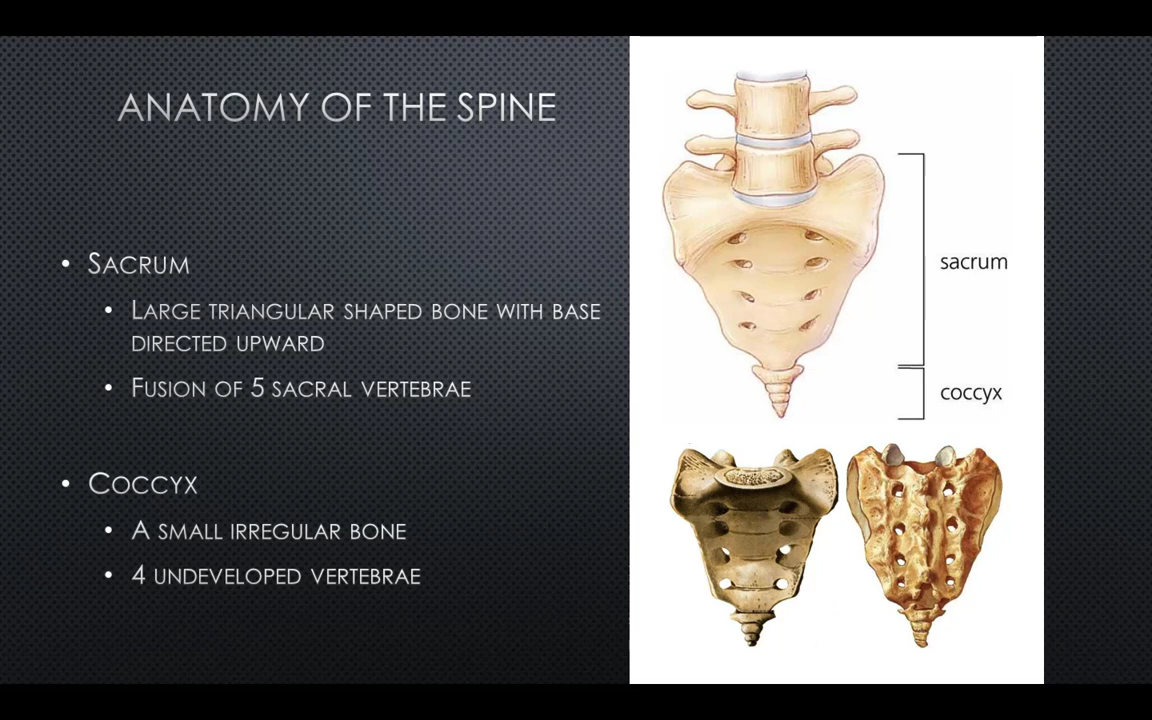 ANATOMY OF THE SPINE
• SACRUM
• LARGE TRIANGULAR SHAPED BONE WITH BASE
DIRECTED UPWARD
• FUSION OF 5 SACRAL VERTEBRAE
• COCCYX
• A SMALL IRREGULAR BONE
• 4 UNDEVELOPED VERTEBRAE
sacrum
coccyx